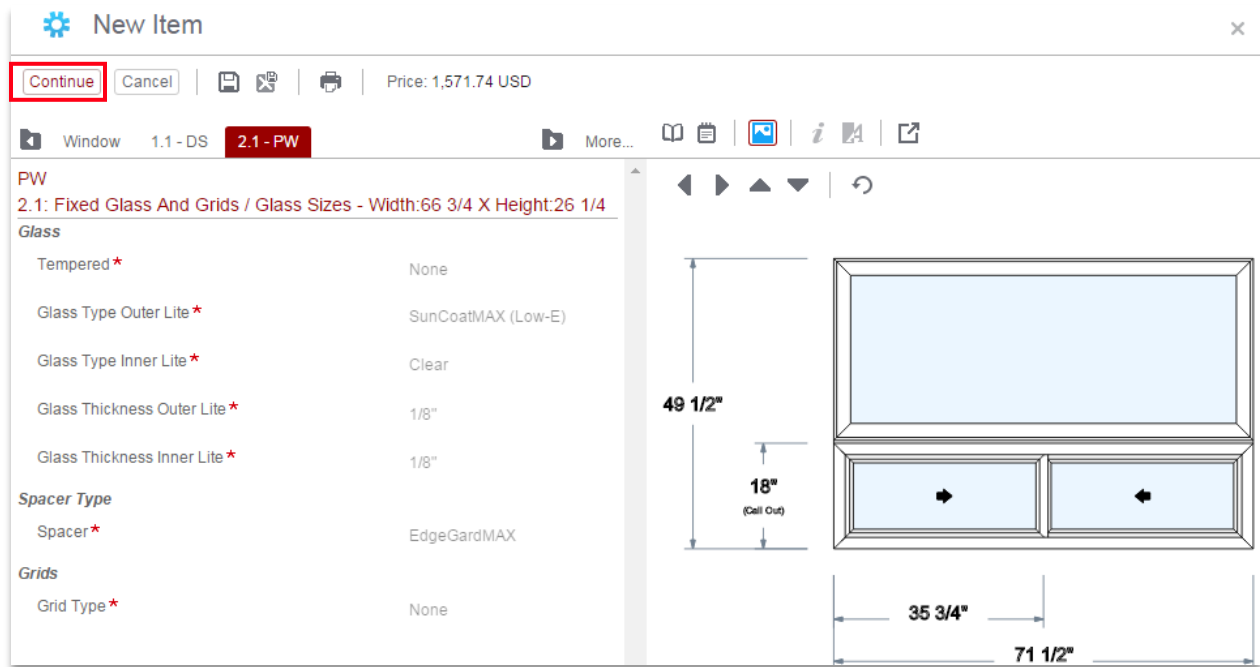 New Item
Continue Cancel Price: 1,571.74 USD
Window 1.1 - DS 2.1 - PW More...
PW
2.1: Fixed Glass And Grids / Glass Sizes - Width:66 3/4 X Height:26 1/4
Glass
Tempered* None
Glass Type Outer Lite* SunCoatMAX (Low-E)
Glass Type Inner Lite* Clear
Glass Thickness Outer Lite* 1/8"
Glass Thickness Inner Lite* 1/8"
Spacer Type
Spacer* EdgeGardMAX
Grids
Grid Type* None
49 1/2"
18"
(Call Out)
35 3/4"
71 1/2"